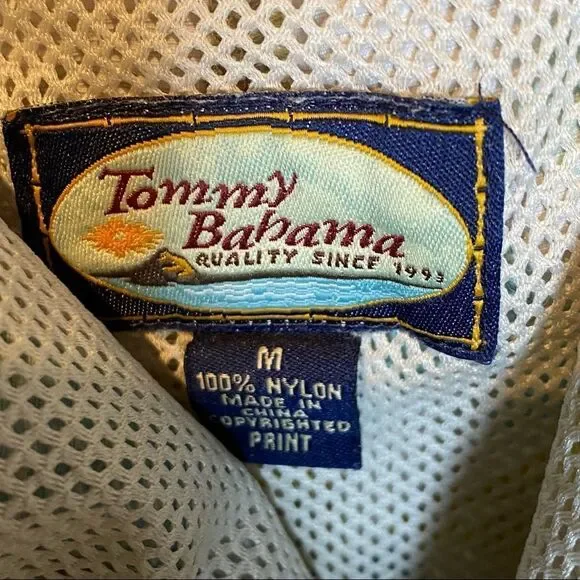 Tommy
Bahama
QUALITY SINCE 1993
M
100% NYLON
MADE IN
CHINA
COPYRIGHTED
PRINT